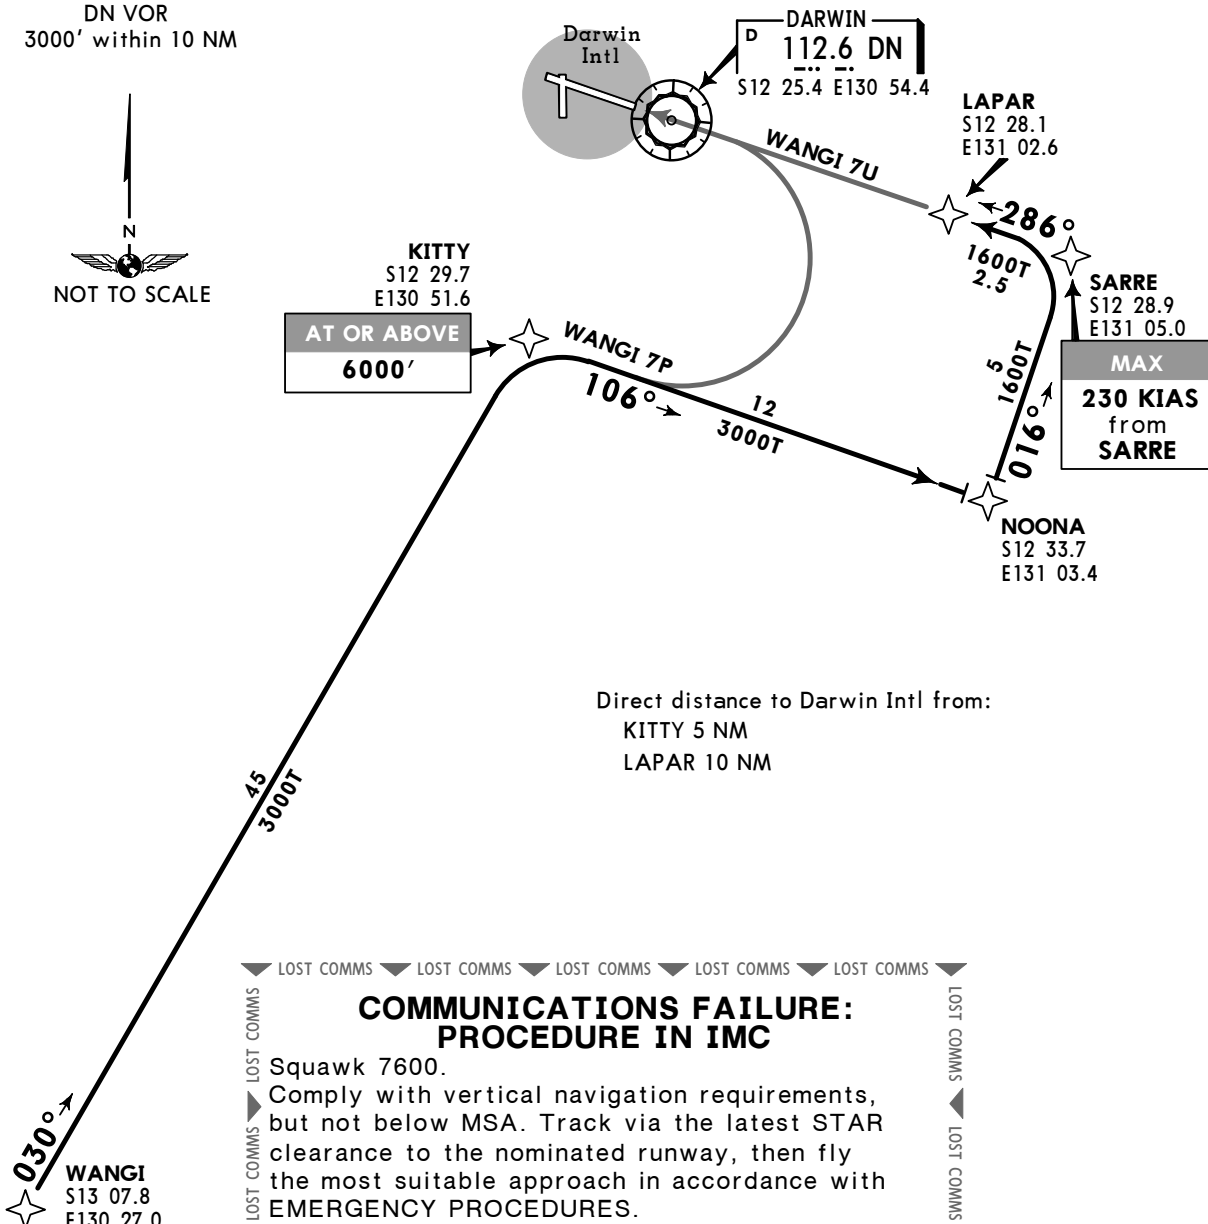 DN VOR
3000' within 10 NM
N
NOT TO SCALE
Darwin
Intl
DARWIN
D 112.6 DN
S12 25.4 E130 54.4
LAPAR
S12 28.1
E131 02.6
WANGI 7U
286°
1600T
2.5
SARRE
S12 28.9
E131 05.0
MAX
230 KIAS
from
SARRE
KITTY
S12 29.7
E130 51.6
AT OR ABOVE
6000'
WANGI 7P
106°
12
3000T
5
1600T
016°
NOONA
S12 33.7
E131 03.4
Direct distance to Darwin Intl from:
KITTY 5 NM
LAPAR 10 NM
45
3000T
030°
WANGI
S13 07.8
E130 27.0
LOST COMMS LOST COMMS LOST COMMS LOST COMMS LOST COMMS
LOST COMMS
LOST COMMS
LOST COMMS
LOST COMMS
COMMUNICATIONS FAILURE:
PROCEDURE IN IMC
Squawk 7600.
Comply with vertical navigation requirements,
but not below MSA. Track via the latest STAR
clearance to the nominated runway, then fly
the most suitable approach in accordance with
EMERGENCY PROCEDURES.